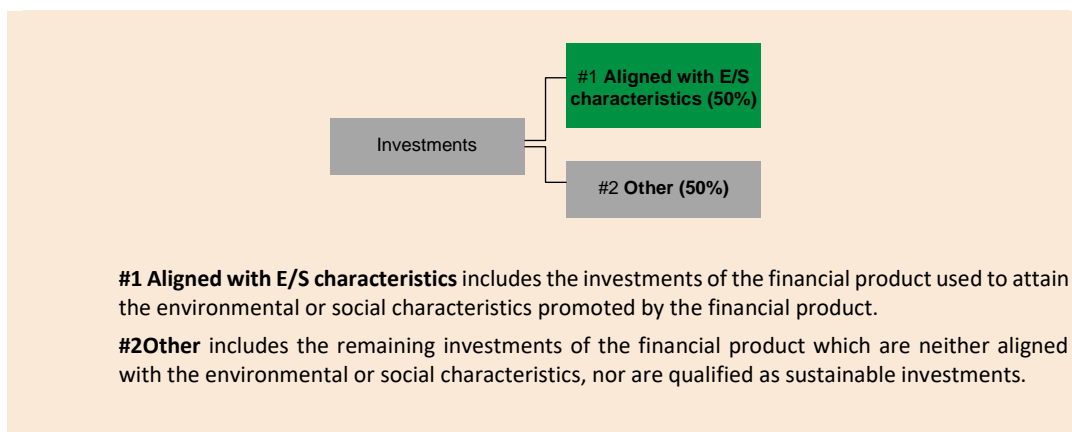 #1 Aligned with E/S
characteristics (50%)
Investments
#2 Other (50%)
#1 Aligned with E/S characteristics includes the investments of the financial product used to attain
the environmental or social characteristics promoted by the financial product.
#2Other includes the remaining investments of the financial product which are neither aligned
with the environmental or social characteristics, nor are qualified as sustainable investments.